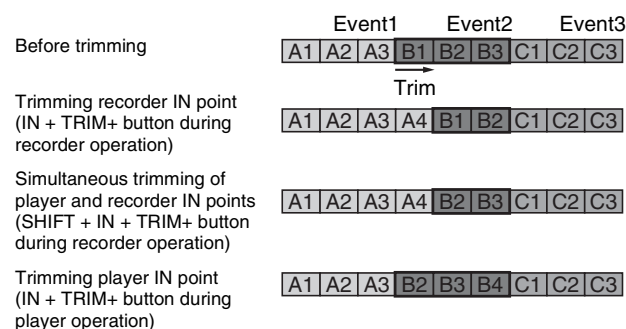 Event1 Event2 Event3
Before trimming
A1 A2 A3 B1 B2 B3 C1 C2 C3
Trim
Trimming recorder IN point
(IN + TRIM+ button during
recorder operation)
A1 A2 A3 A4 B1 B2 C1 C2 C3
Simultaneous trimming of
player and recorder IN points
(SHIFT + IN + TRIM+ button
during recorder operation)
A1 A2 A3 A4 B2 B3 C1 C2 C3
Trimming player IN point
(IN + TRIM+ button during
player operation)
A1 A2 A3 B2 B3 B4 C1 C2 C3